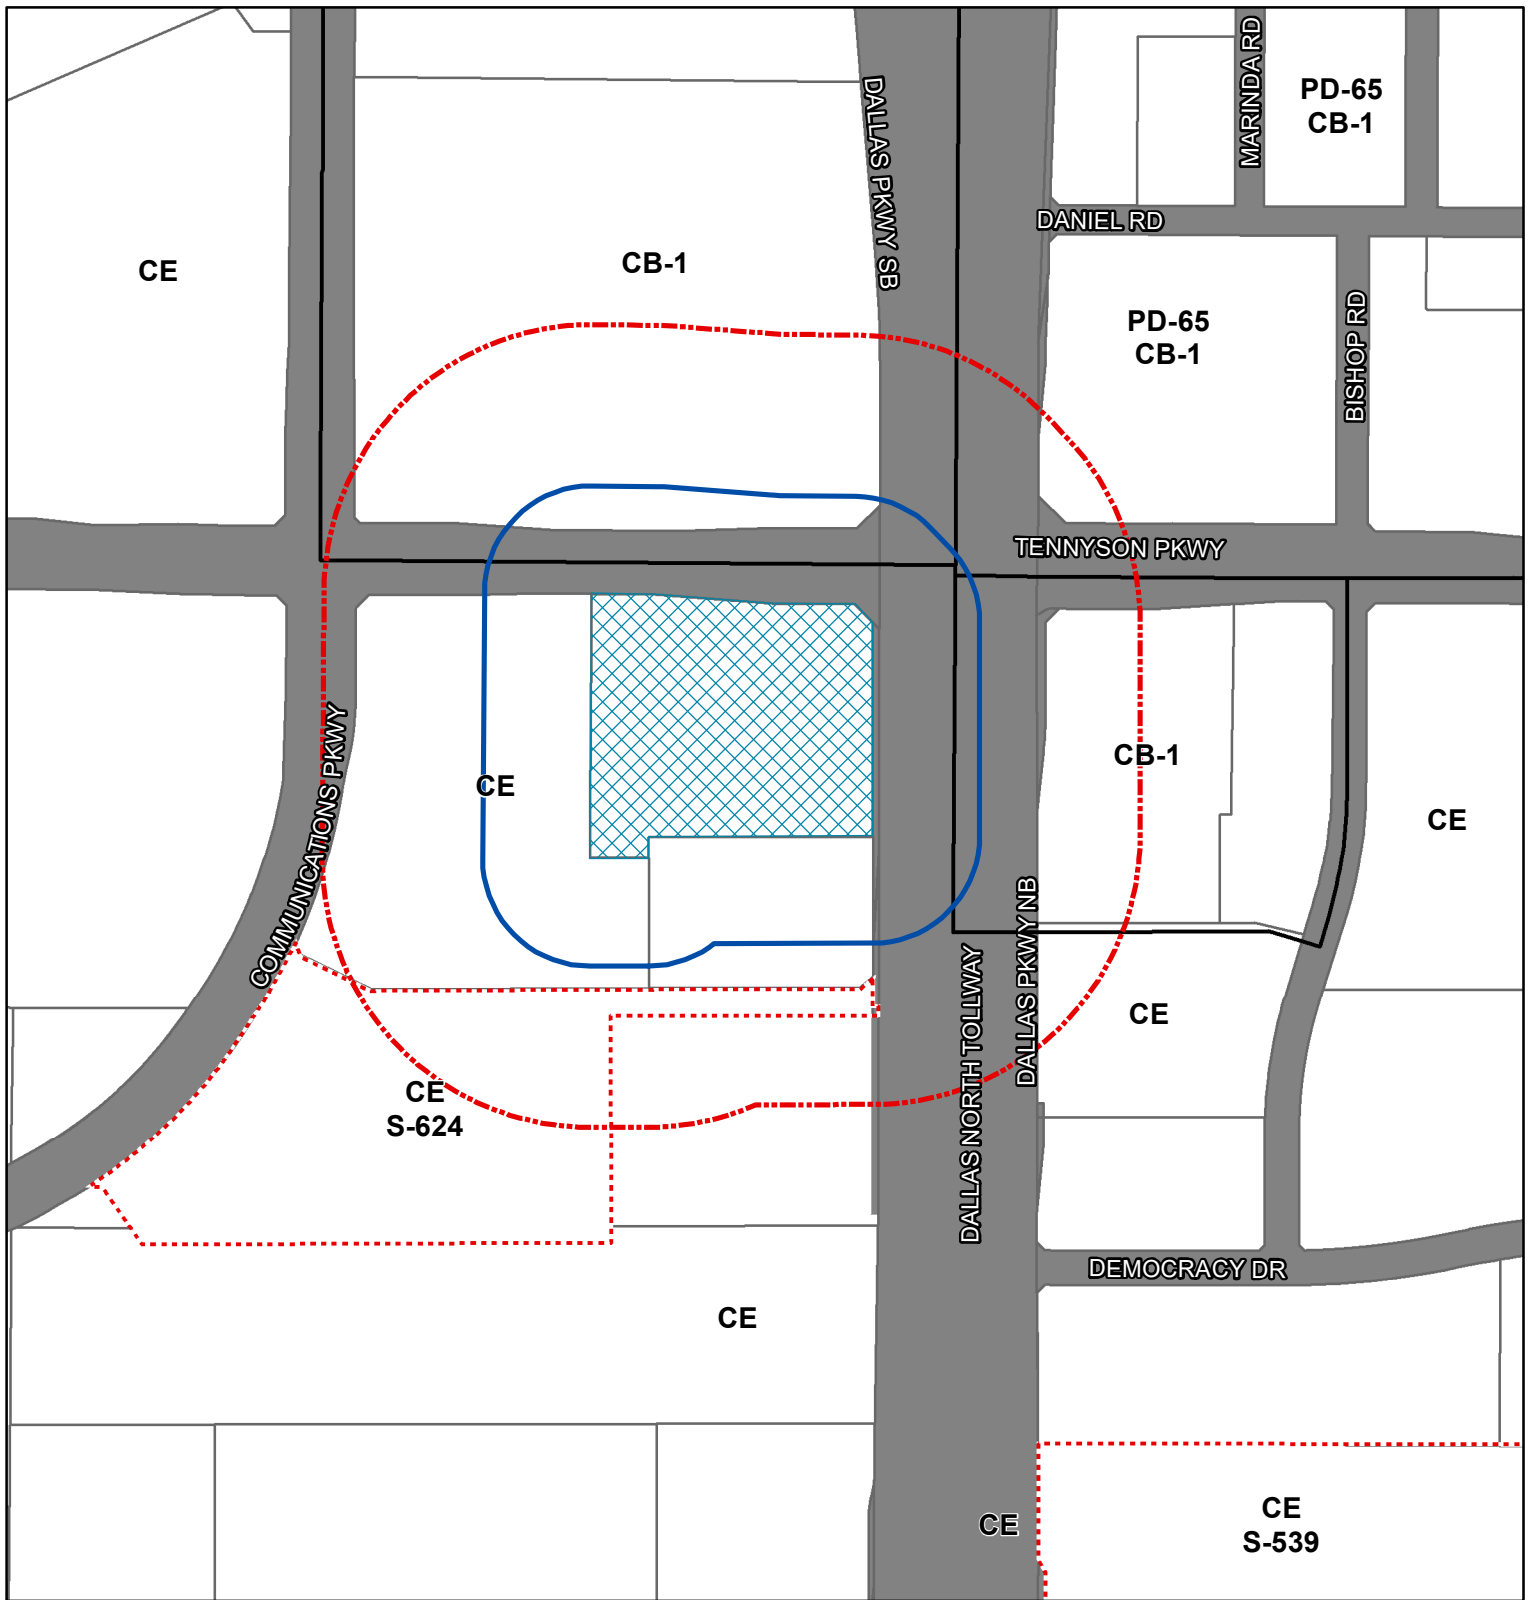 MARINDA RD
PD-65
CB-1
DALLAS PKWY SB
DANIEL RD
CE
CB-1
PD-65
CB-1
BISHOP RD
TENNYSON PKWY
CB-1
CE
CE
COMMUNICATIONS PKWY
DALLAS PKWY NB
DALLAS NORTH TOLLWAY
CE
CE
S-624
DEMOCRACY DR
CE
CE
CE
S-539